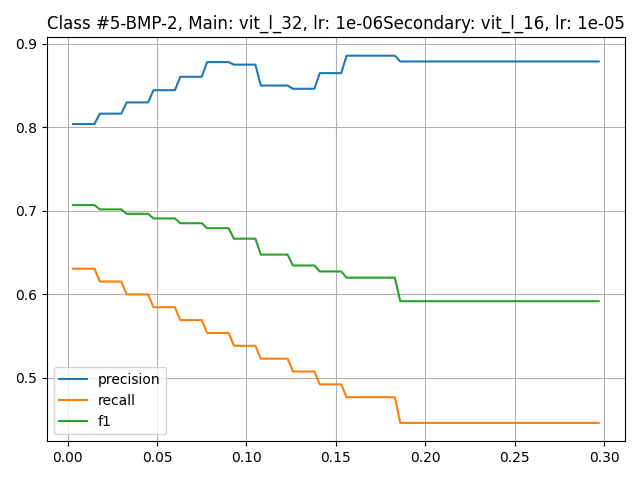 Class #5-BMP-2, Main: vit_l_32, lr: 1e-06Secondary: vit_l_16, lr: 1e-05
0.9
0.8
0.7
0.6
0.5
precision
recall
f1
0.00 0.05 0.10 0.15 0.20 0.25 0.30